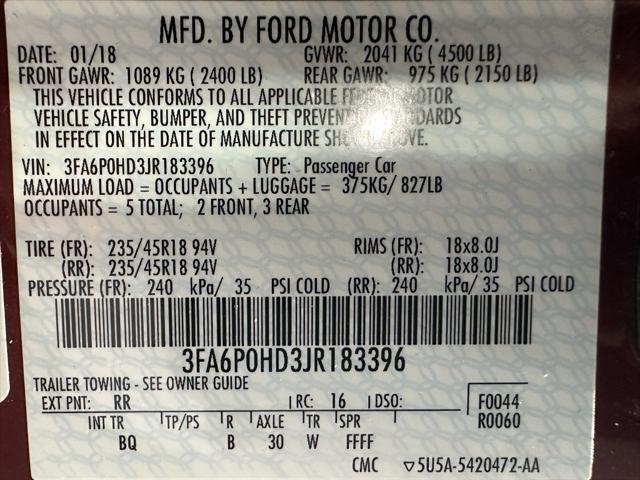 MFD. BY FORD MOTOR CO.
DATE: 01/18 GVWR: 2041 KG ( 4500 LB)
FRONT GAWR: 1089 KG ( 2400 LB) REAR GAWR: 975 KG ( 2150 LB)
THIS VEHICLE CONFORMS TO ALL APPLICABLE FEDERAL MOTOR
VEHICLE SAFETY, BUMPER, AND THEFT PREVENTION STANDARDS
IN EFFECT ON THE DATE OF MANUFACTURE SHOWN ABOVE.
VIN: 3FA6P0HD3JR183396 TYPE: Passenger Car
MAXIMUM LOAD = OCCUPANTS + LUGGAGE = 375KG/ 827LB
OCCUPANTS = 5 TOTAL; 2 FRONT, 3 REAR
TIRE (FR): 235/45R18 94V RIMS (FR): 18x8.0J
(RR): 235/45R18 94V (RR): 18x8.0J
PRESSURE (FR): 240 kPa/ 35 PSI COLD (RR): 240 kPa/ 35 PSI COLD
3FA6P0HD3JR183396
TRAILER TOWING - SEE OWNER GUIDE
EXT PNT: RR RC: 16 DSO: F0044
R0060
INT TR TP/PS R AXLE TR SPR
BQ B 30 W FFFF
CMC ▽5U5A-5420472-AA